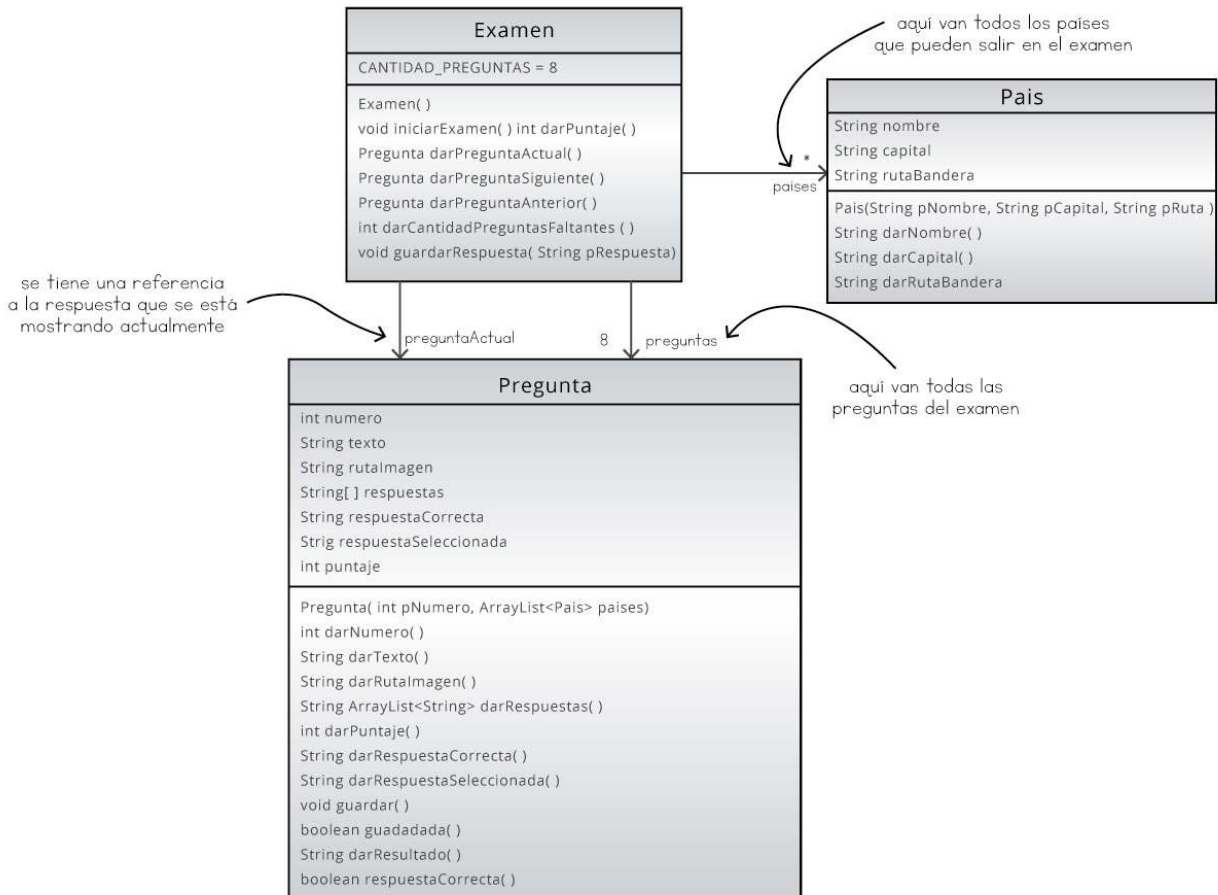 Examen
CANTIDAD_PREGUNTAS = 8
Examen( )
void iniciarExamen( ) int darPuntaje( )
Pregunta darPreguntaActual( )
Pregunta darPreguntaSiguiente( )
Pregunta darPreguntaAnterior( )
int darCantidadPreguntasFaltantes ( )
void guardarRespuesta( String pRespuesta)
aquí van todos los países
que pueden salir en el examen
*
paises
Pais
String nombre
String capital
String rutaBandera
Pais(String pNombre, String pCapital, String pRuta )
String darNombre( )
String darCapital( )
String darRutaBandera
se tiene una referencia
a la respuesta que se está
mostrando actualmente
preguntaActual
8 preguntas
aquí van todas las
preguntas del examen
Pregunta
int numero
String texto
String rutaImagen
String[ ] respuestas
String respuestaCorrecta
Strig respuestaSeleccionada
int puntaje
Pregunta( int pNumero, ArrayList<Pais> paises)
int darNumero( )
String darTexto( )
String darRutaImagen( )
String ArrayList<String> darRespuestas( )
int darPuntaje( )
String darRespuestaCorrecta( )
String darRespuestaSeleccionada( )
void guardar( )
boolean guadadada( )
String darResultado( )
boolean respuestaCorrecta( )